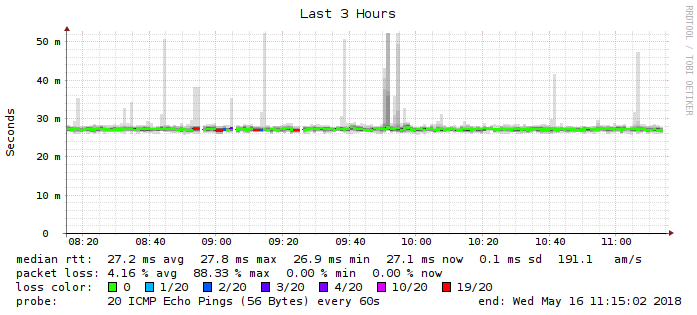 Last 3 Hours
RRDTOOL / TOBI OETIKER
Seconds
50 m
40 m
30 m
20 m
10 m
0
08:20 08:40 09:00 09:20 09:40 10:00 10:20 10:40 11:00
median rtt: 27.2 ms avg 27.8 ms max 26.9 ms min 27.1 ms now 0.1 ms sd 191.1 am/s
packet loss: 4.16 % avg 88.33 % max 0.00 % min 0.00 % now
loss color: 0 1/20 2/20 3/20 4/20 10/20 19/20
probe: 20 ICMP Echo Pings (56 Bytes) every 60s end: Wed May 16 11:15:02 2018